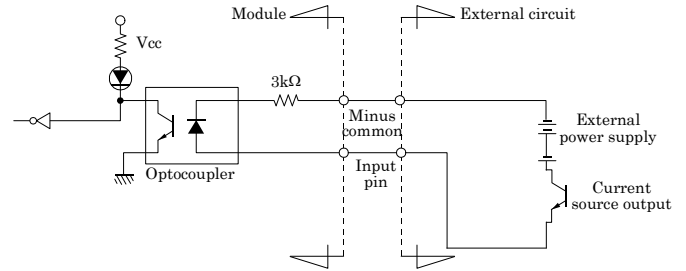 Module
External circuit
Vcc
3kΩ
Minus
common
External
power supply
Input
pin
Optocoupler
Current
source output